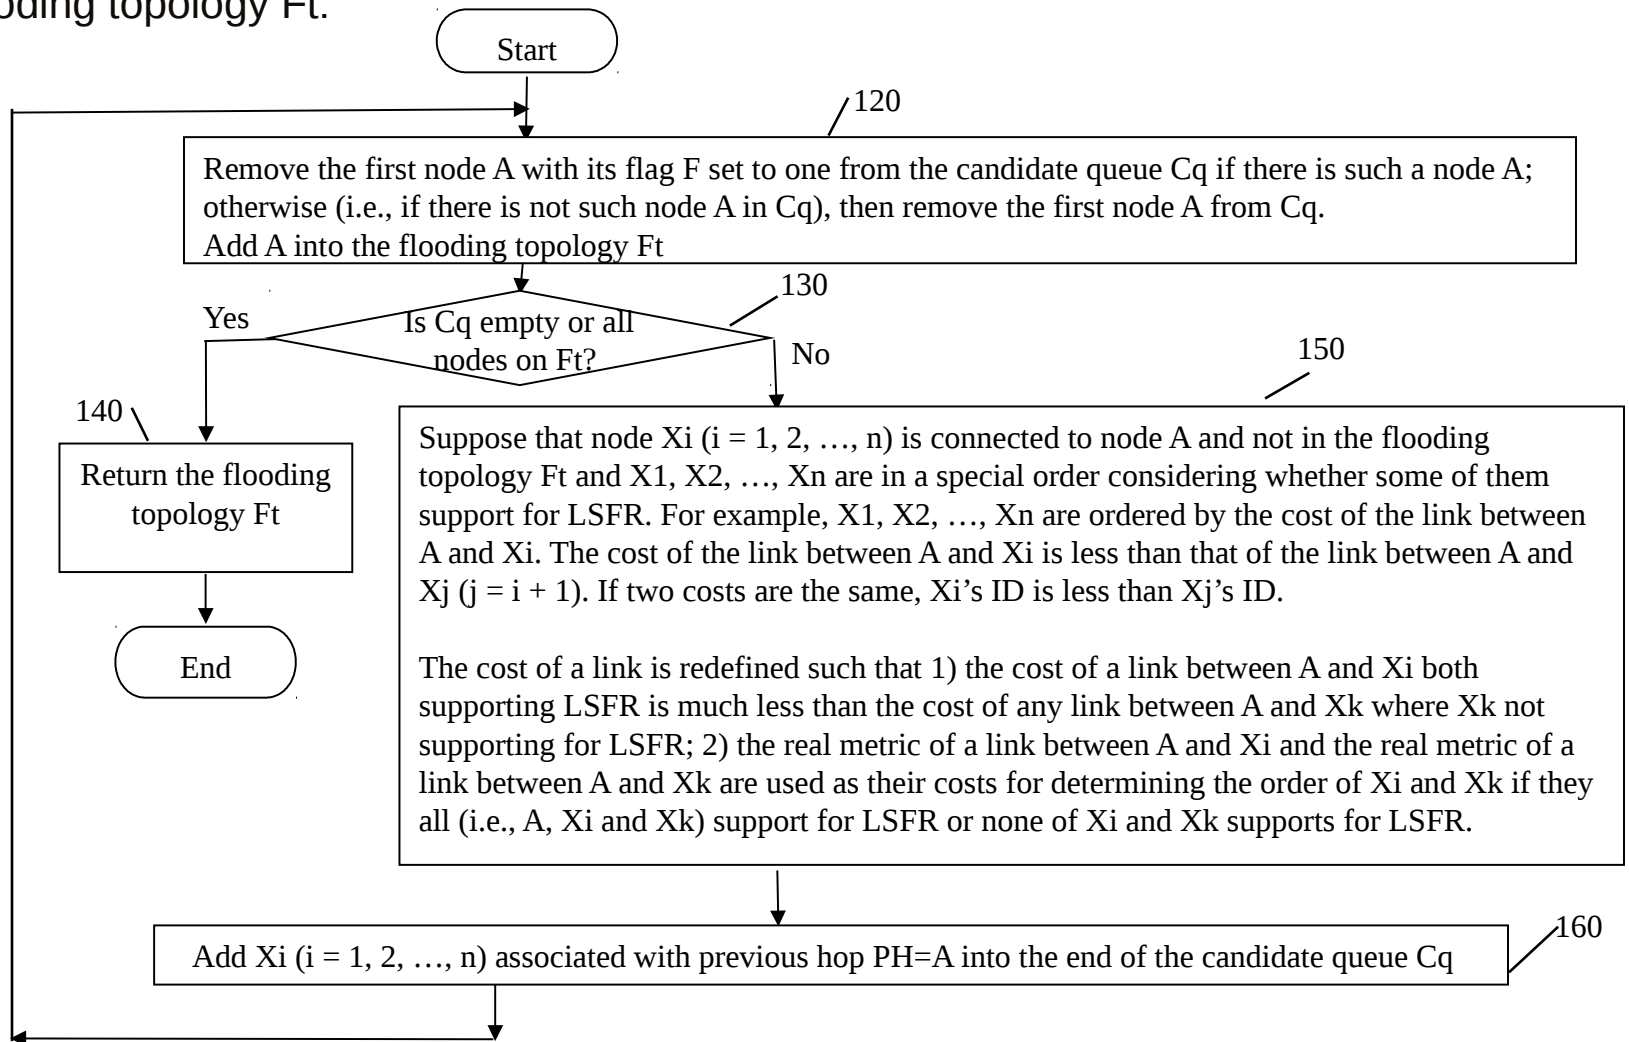 topology Ft.
Start
120
Remove the first node A with its flag F set to one from the candidate queue Cq if there is such a node A;
otherwise (i.e., if there is not such node A in Cq), then remove the first node A from Cq.
Add A into the flooding topology Ft
130
Yes
Is Cq empty or all
nodes on Ft?
No
150
140
Return the flooding
topology Ft
End
Suppose that node Xi (i = 1, 2, …, n) is connected to node A and not in the flooding
topology Ft and X1, X2, …, Xn are in a special order considering whether some of them
support for LSFR. For example, X1, X2, …, Xn are ordered by the cost of the link between
A and Xi. The cost of the link between A and Xi is less than that of the link between A and
Xj (j = i + 1). If two costs are the same, Xi’s ID is less than Xj’s ID.
The cost of a link is redefined such that 1) the cost of a link between A and Xi both
supporting LSFR is much less than the cost of any link between A and Xk where Xk not
supporting for LSFR; 2) the real metric of a link between A and Xi and the real metric of a
link between A and Xk are used as their costs for determining the order of Xi and Xk if they
all (i.e., A, Xi and Xk) support for LSFR or none of Xi and Xk supports for LSFR.
160
Add Xi (i = 1, 2, …, n) associated with previous hop PH=A into the end of the candidate queue Cq